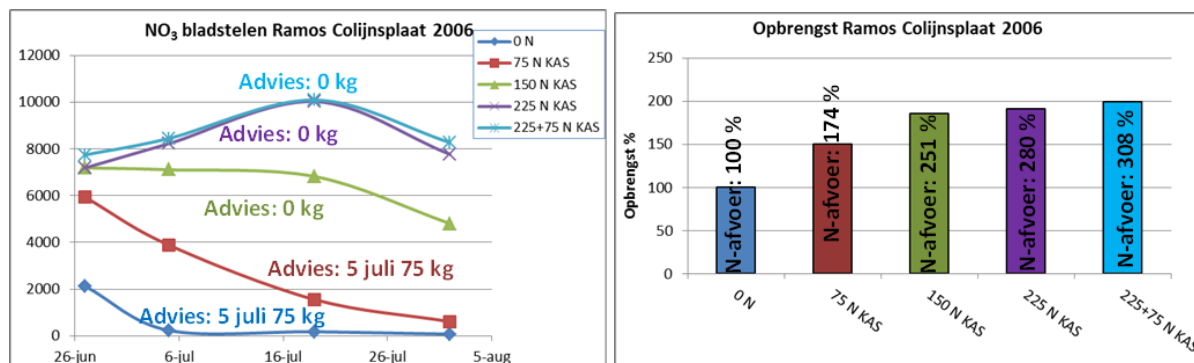 NO₃ bladstelen Ramos Colijnsplaat 2006
12000
10000
8000
6000
4000
2000
0
26-jun
6-jul
16-jul
26-jul
5-aug
0 N
75 N KAS
150 N KAS
225 N KAS
225+75 N KAS
Advies: 0 kg
Advies: 0 kg
Advies: 0 kg
Advies: 5 juli 75 kg
Advies: 5 juli 75 kg
Opbrengst Ramos Colijnsplaat 2006
Opbrengst %
250
200
150
100
50
0
N-afvoer: 100 %
N-afvoer: 174 %
N-afvoer: 251 %
N-afvoer: 280 %
N-afvoer: 308 %
0 N
75 N KAS
150 N KAS
225 N KAS
225+75 N KAS